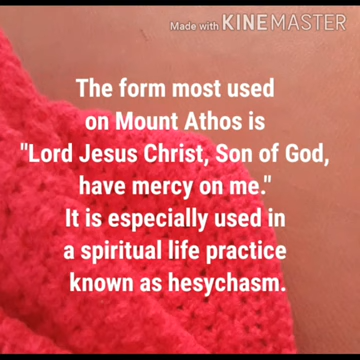 Made with KINEMASTER
The form most used
on Mount Athos is
"Lord Jesus Christ, Son of God,
have mercy on me."
It is especially used in
a spiritual life practice
known as hesychasm.